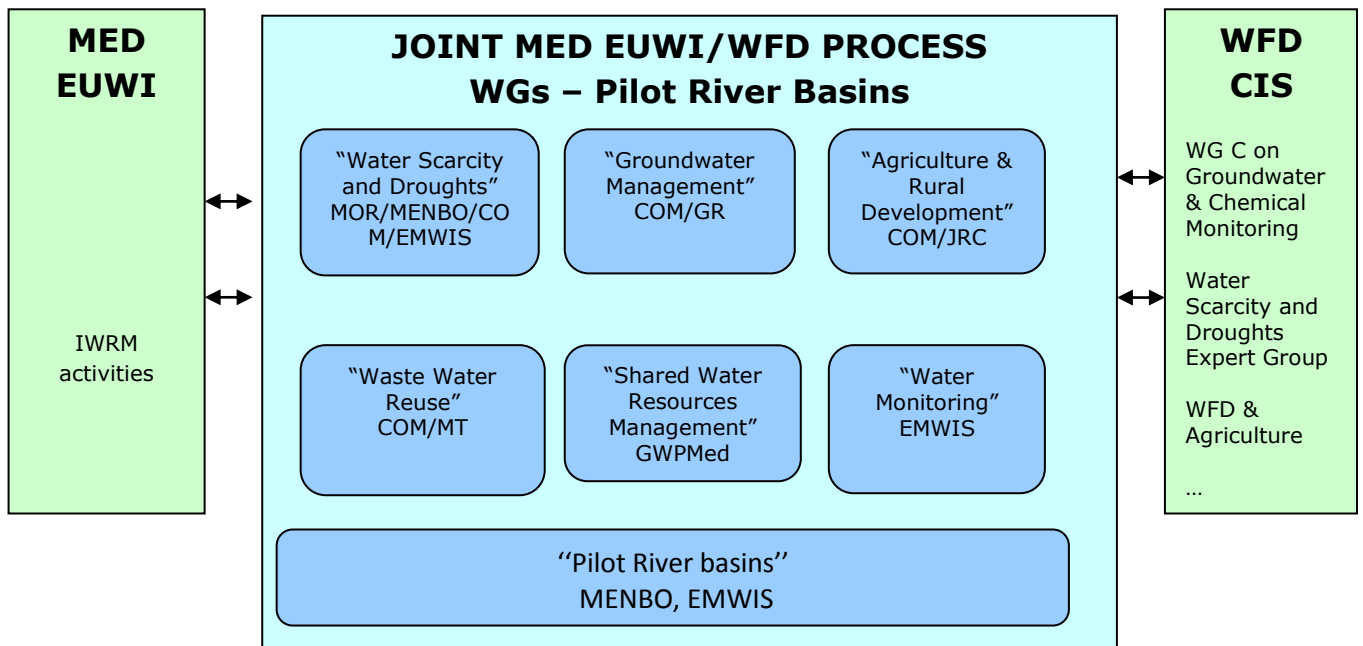 MED
EUWI
IWRM
activities
JOINT MED EUWI/WFD PROCESS
WGs – Pilot River Basins
“Water Scarcity
and Droughts”
MOR/MENBO/CO
M/EMWIS
“Groundwater
Management”
COM/GR
“Agriculture &
Rural
Development”
COM/JRC
“Waste Water
Reuse”
COM/MT
“Shared Water
Resources
Management”
GWPMed
“Water
Monitoring”
EMWIS
‘‘Pilot River basins’’
MENBO, EMWIS
WFD
CIS
WG C on
Groundwater
& Chemical
Monitoring
Water
Scarcity and
Droughts
Expert Group
WFD &
Agriculture
…